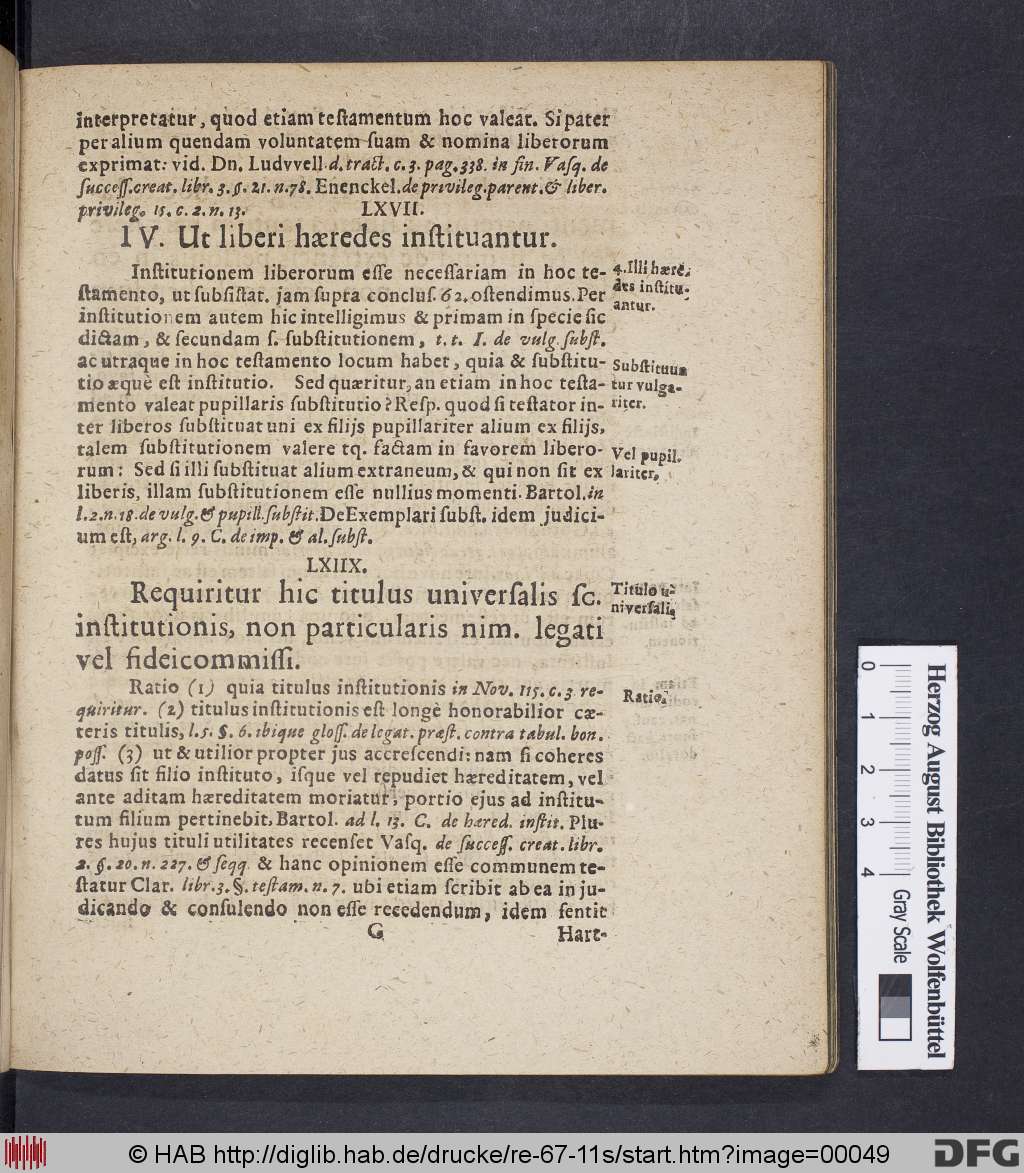 interpretatur, quod etiam teſtamentum hoc valeat. Si pater
per alium quendam voluntatem ſuam & nomina liberorum
exprimat: vid. Dn. Ludvvell. d. tract. c. 3. pag. 338. in fin. Vaſq. de
ſucceſſ. creat. libr. 3. §. 21. n. 78. Enenckel. de privileg. parent. & liber.
privileg. 15. c. 2. n. 13.
LXVII.
IV. Ut liberi hæredes inſtituantur.
Inſtitutionem liberorum eſſe neceſſariam in hoc te-
ſtamento, ut ſubſiſtat. jam ſupra concluſ. 62. oſtendimus. Per
inſtitutionem autem hic intelligimus & primam in ſpecie ſic
dictam, & ſecundam ſ. ſubſtitutionem, t. t. I. de vulg. ſubſt.
ac utraque in hoc teſtamento locum habet, quia & ſubſtitu-
tio æquè eſt inſtitutio. Sed quæritur, an etiam in hoc teſta-
mento valeat pupillaris ſubſtitutio? Reſp. quod ſi teſtator in-
ter liberos ſubſtituat uni ex filijs pupillariter alium ex filijs,
talem ſubſtitutionem valere tq. factam in favorem libero-
rum: Sed ſi illi ſubſtituat alium extraneum, & qui non ſit ex
liberis, illam ſubſtitutionem eſſe nullius momenti. Bartol. in
l. 2. n. 18. de vulg. & pupill. ſubſtit. De Exemplari ſubſt. idem judici-
um eſt, arg. l. 9. C. de imp. & al. ſubſt.
4. Illi hære-
des inſtitu-
antur.
Subſtituun
tur vulga-
riter.
Vel pupil-
lariter.
LXIIX.
Requiritur hic titulus univerſalis ſc.
inſtitutionis, non particularis nim. legati
vel fideicommiſſi.
Titulo u-
niverſali,
Ratio (1) quia titulus inſtitutionis in Nov. 115. c. 3. re-
quiritur. (2) titulus inſtitutionis eſt longè honorabilior cæ-
teris titulis, l. 5. §. 6. ibique gloſſ. de legat. præſt. contra tabul. bon.
poſſ. (3) ut & utilior propter jus accreſcendi: nam ſi coheres
datus ſit filio inſtituto, iſque vel repudiet hæreditatem, vel
ante aditam hæreditatem moriatur, portio ejus ad inſtitu-
tum filium pertinebit, Bartol. ad l. 13. C. de hæred. inſtit. Plu-
res hujus tituli utilitates recenſet Vaſq. de ſucceſſ. creat. libr.
2. §. 20. n. 227. & ſeqq. & hanc opinionem eſſe communem te-
ſtatur Clar. libr. 3. §. teſtam. n. 7. ubi etiam ſcribit ab ea in ju-
dicando & conſulendo non eſſe recedendum, idem ſentit
Ratio.
G
Hart-
0 1 2 3 4
Gray Scale
Herzog August Bibliothek Wolfenbüttel
© HAB http://diglib.hab.de/drucke/re-67-11s/start.htm?image=00049
DFG